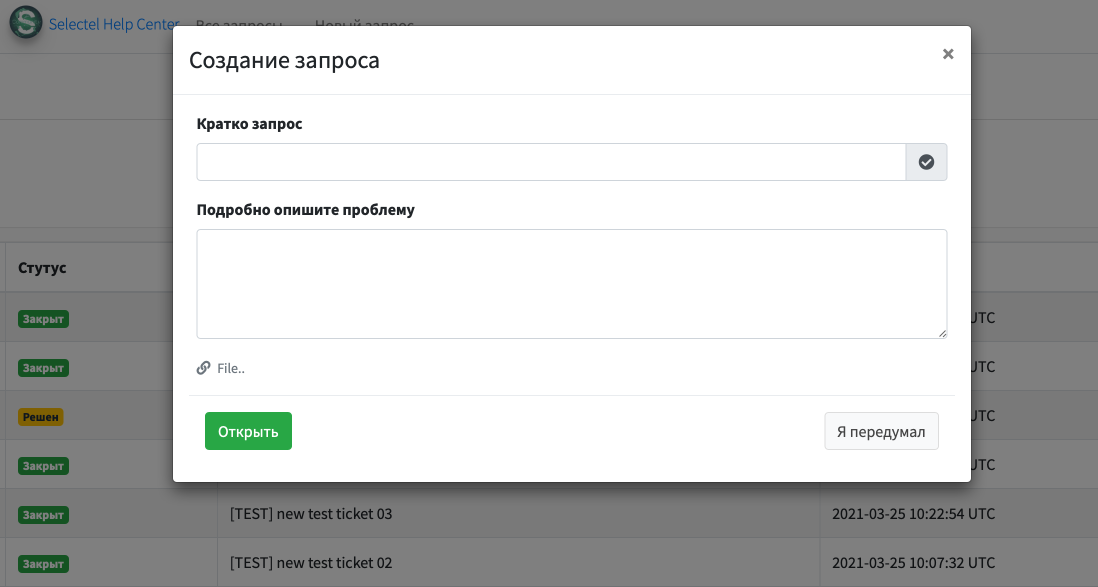 Selectel Help Center Все запросы Новый запрос
Создание запроса
×
Кратко запрос
Подробно опишите проблему
File..
Открыть
Я передумал
Стутус
Закрыт UTC
Закрыт UTC
Решен UTC
Закрыт UTC
Закрыт [TEST] new test ticket 03 2021-03-25 10:22:54 UTC
Закрыт [TEST] new test ticket 02 2021-03-25 10:07:32 UTC